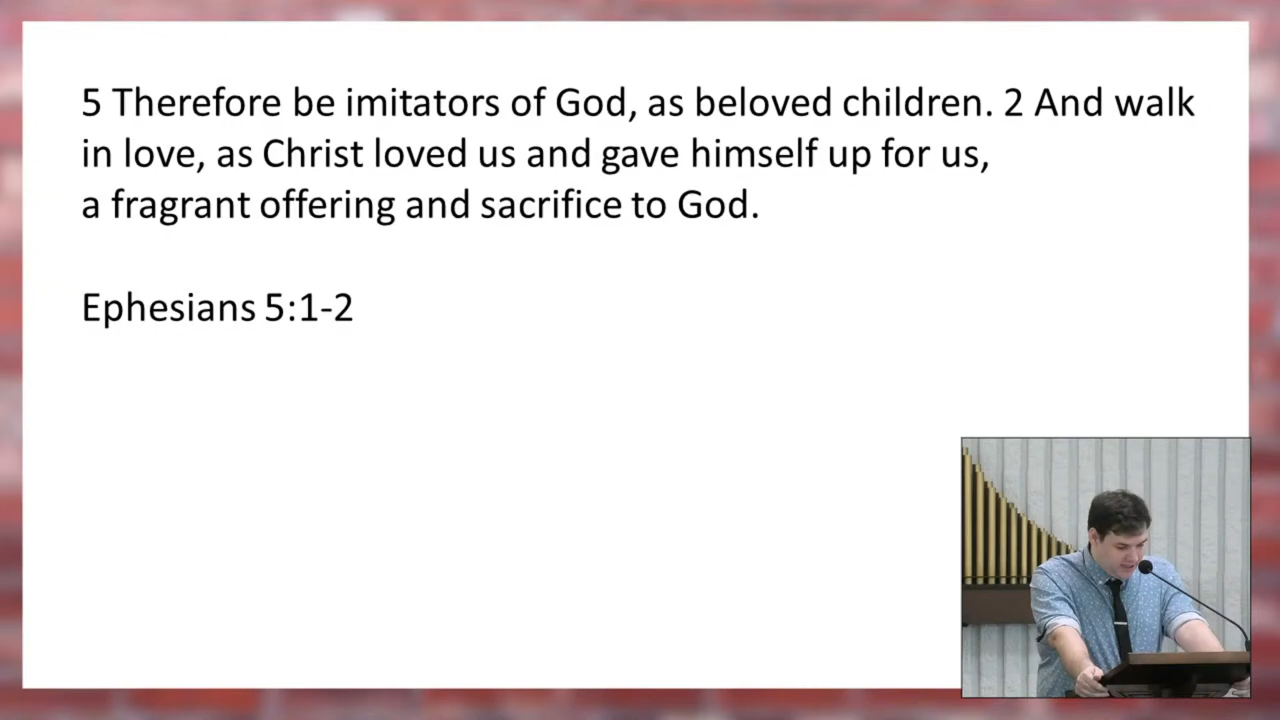 5 Therefore be imitators of God, as beloved children. 2 And walk
in love, as Christ loved us and gave himself up for us,
a fragrant offering and sacrifice to God.
Ephesians 5:1-2